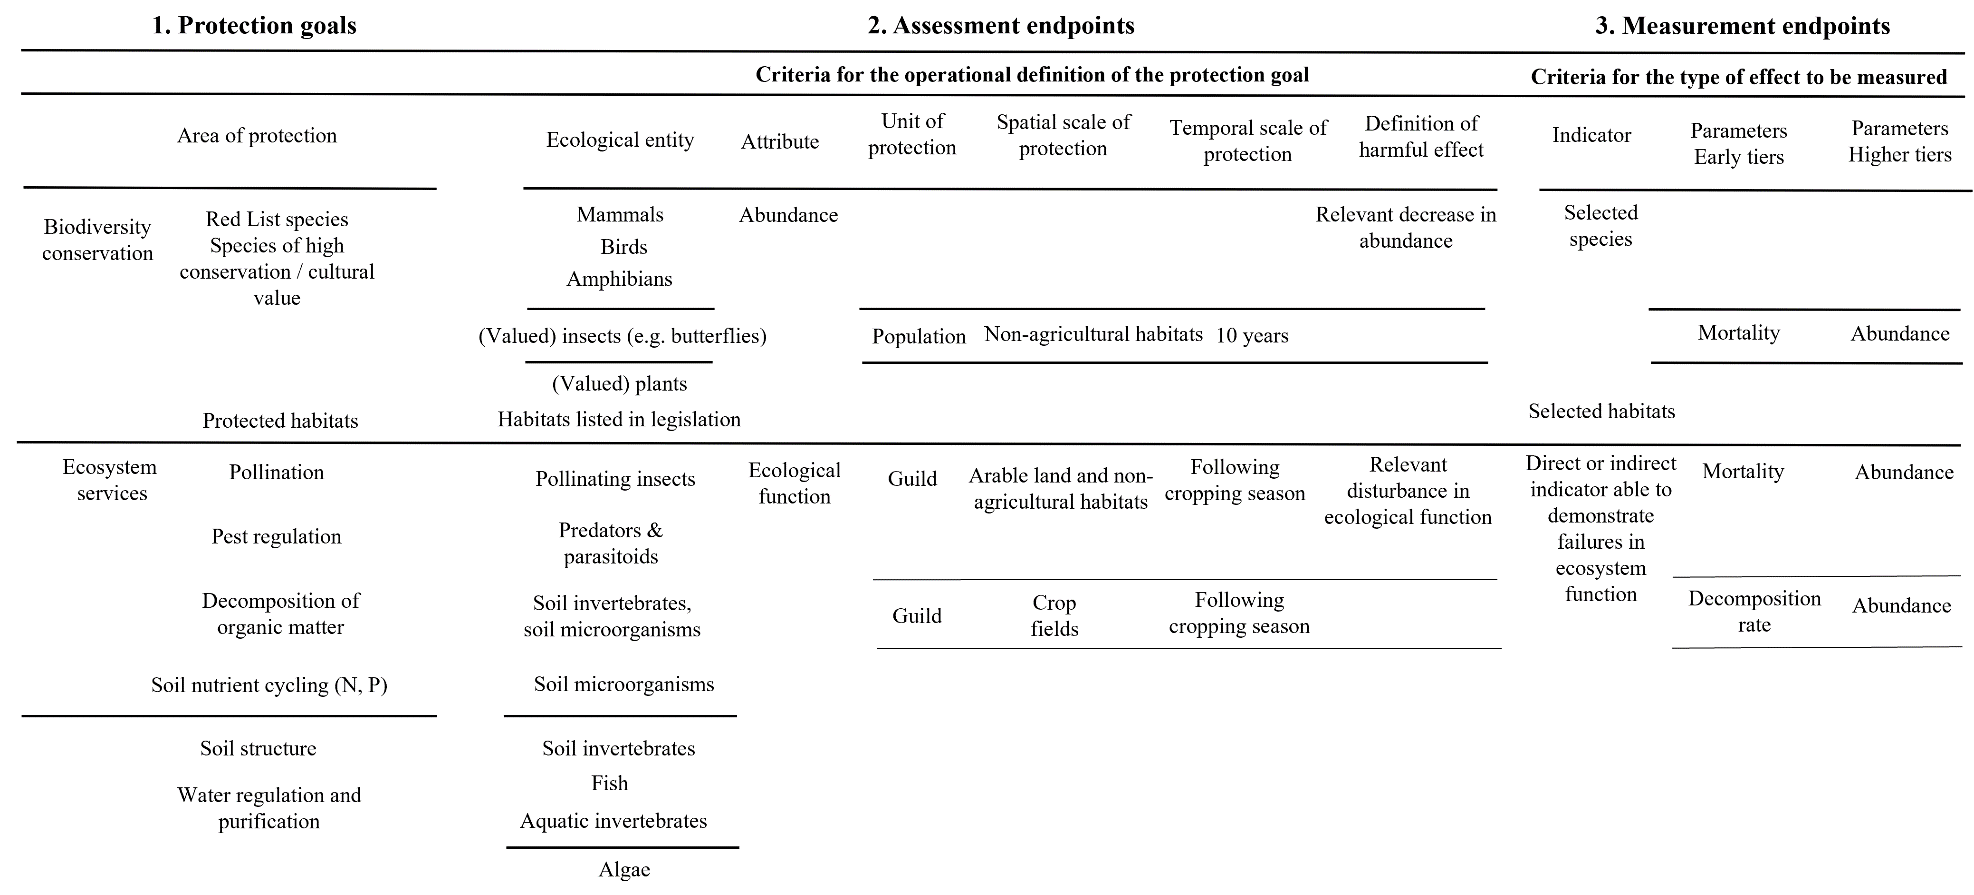 1. Protection goals
2. Assessment endpoints
3. Measurement endpoints
Criteria for the operational definition of the protection goal
Criteria for the type of effect to be measured
Area of protection
Ecological entity
Attribute
Unit of
protection
Spatial scale of
protection
Temporal scale of
protection
Definition of
harmful effect
Indicator
Parameters
Early tiers
Parameters
Higher tiers
Biodiversity
conservation
Red List species
Species of high
conservation / cultural
value
Mammals
Birds
Amphibians
Abundance
Relevant decrease in
abundance
Selected
species
(Valued) insects (e.g. butterflies)
Population
Non-agricultural habitats
10 years
Mortality
Abundance
(Valued) plants
Protected habitats
Habitats listed in legislation
Selected habitats
Ecosystem
services
Pollination
Pollinating insects
Ecological
function
Guild
Arable land and non-
agricultural habitats
Following
cropping season
Relevant
disturbance in
ecological function
Direct or indirect
indicator able to
demonstrate
failures in
ecosystem
function
Mortality
Abundance
Pest regulation
Predators &
parasitoids
Decomposition of
organic matter
Soil invertebrates,
soil microorganisms
Guild
Crop
fields
Following
cropping season
Decomposition
rate
Abundance
Soil nutrient cycling (N, P)
Soil microorganisms
Soil structure
Soil invertebrates
Water regulation and
purification
Fish
Aquatic invertebrates
Algae